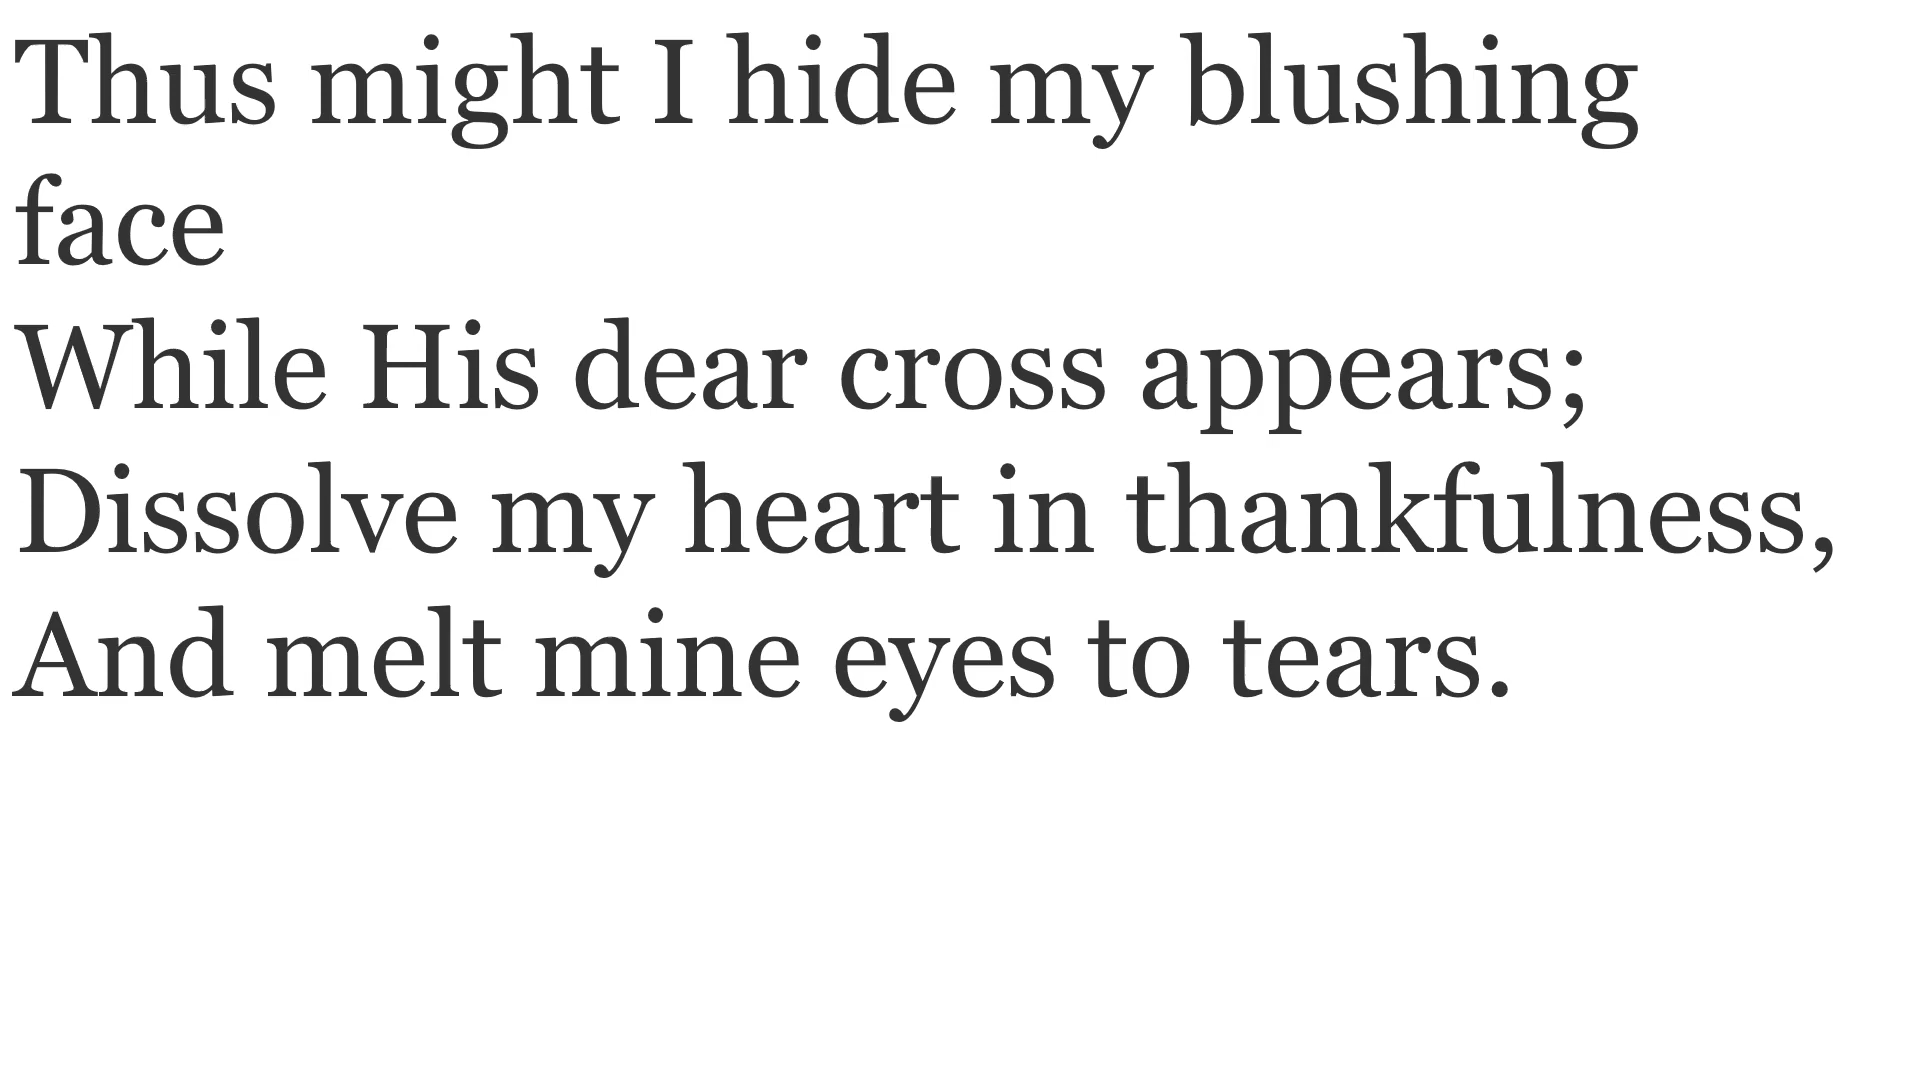 Thus might I hide my blushing
face
While His dear cross appears;
Dissolve my heart in thankfulness,
And melt mine eyes to tears.